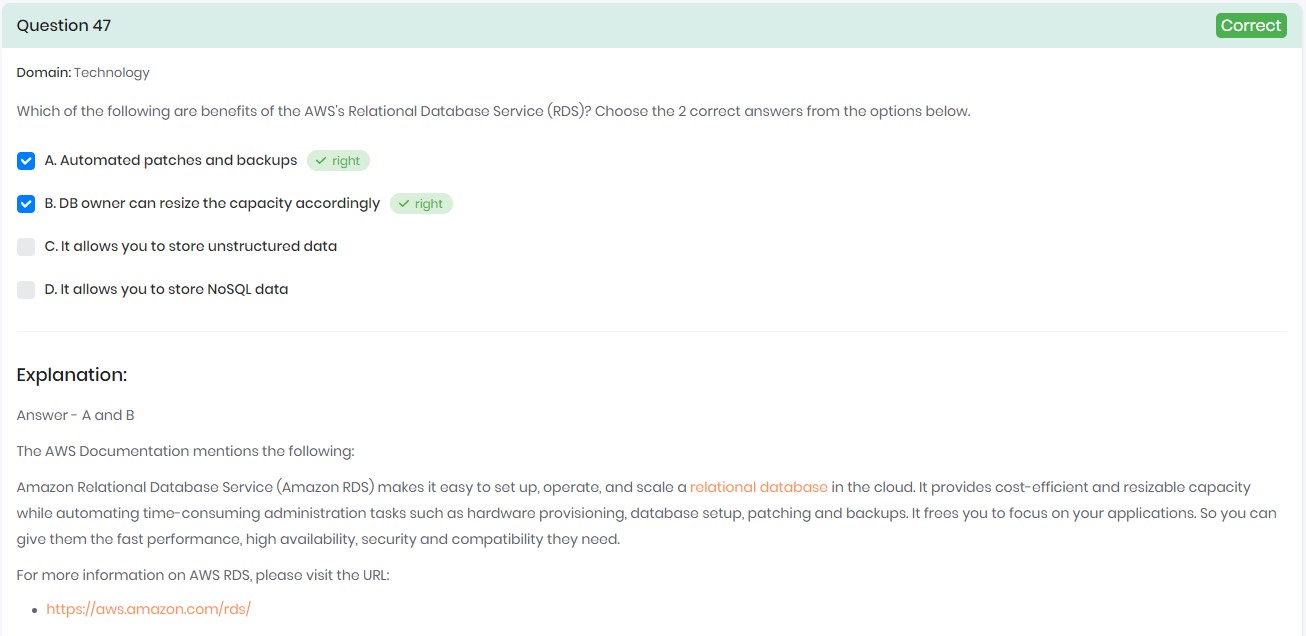 Question 47 Correct
Domain: Technology
Which of the following are benefits of the AWS's Relational Database Service (RDS)? Choose the 2 correct answers from the options below.
A. Automated patches and backups right
B. DB owner can resize the capacity accordingly right
C. It allows you to store unstructured data
D. It allows you to store NoSQL data
Explanation:
Answer - A and B
The AWS Documentation mentions the following:
Amazon Relational Database Service (Amazon RDS) makes it easy to set up, operate, and scale a relational database in the cloud. It provides cost-efficient and resizable capacity
while automating time-consuming administration tasks such as hardware provisioning, database setup, patching and backups. It frees you to focus on your applications. So you can
give them the fast performance, high availability, security and compatibility they need.
For more information on AWS RDS, please visit the URL:
https://aws.amazon.com/rds/